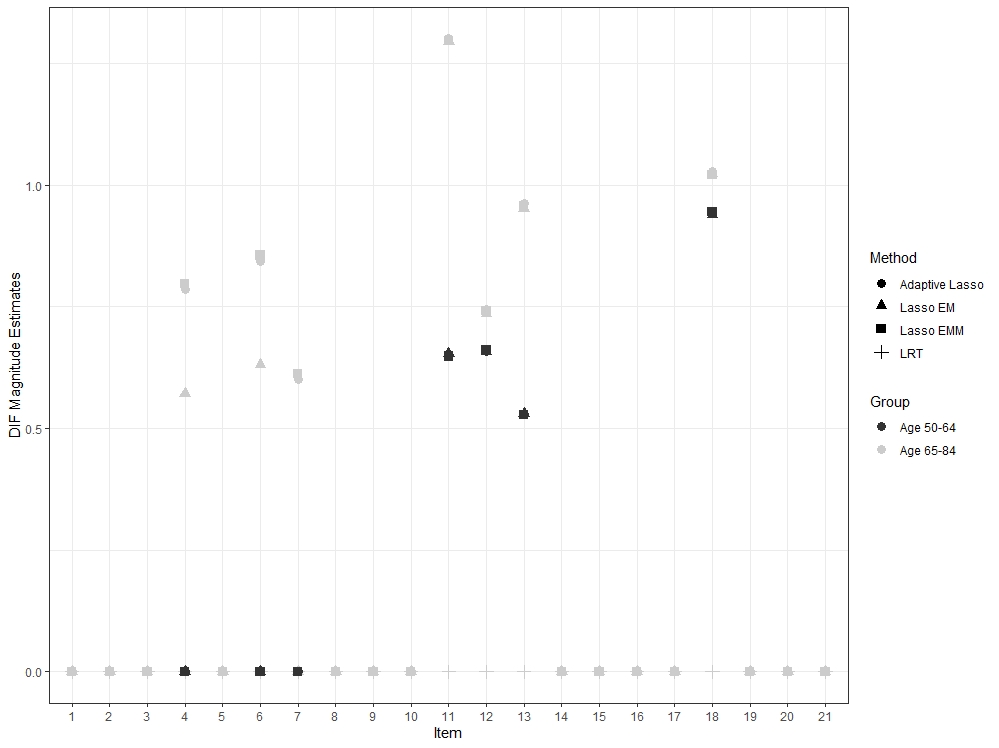 DIF Magnitude Estimates
1.0
0.5
0.0
1 2 3 4 5 6 7 8 9 10 11 12 13 14 15 16 17 18 19 20 21
Item
Method
Adaptive Lasso
Lasso EM
Lasso EMM
LRT
Group
Age 50-64
Age 65-84